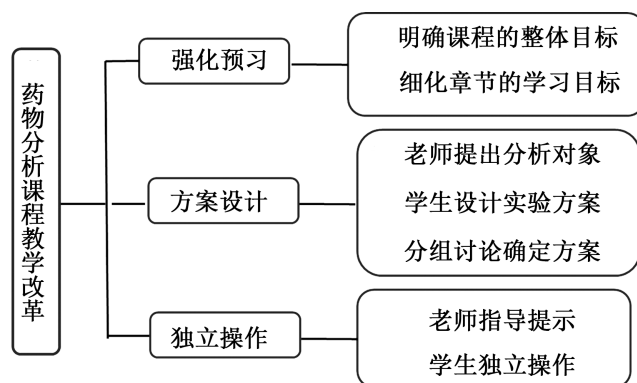 药物分析课程教学改革
强化预习
明确课程的整体目标
细化章节的学习目标
方案设计
老师提出分析对象
学生设计实验方案
分组讨论确定方案
独立操作
老师指导提示
学生独立操作